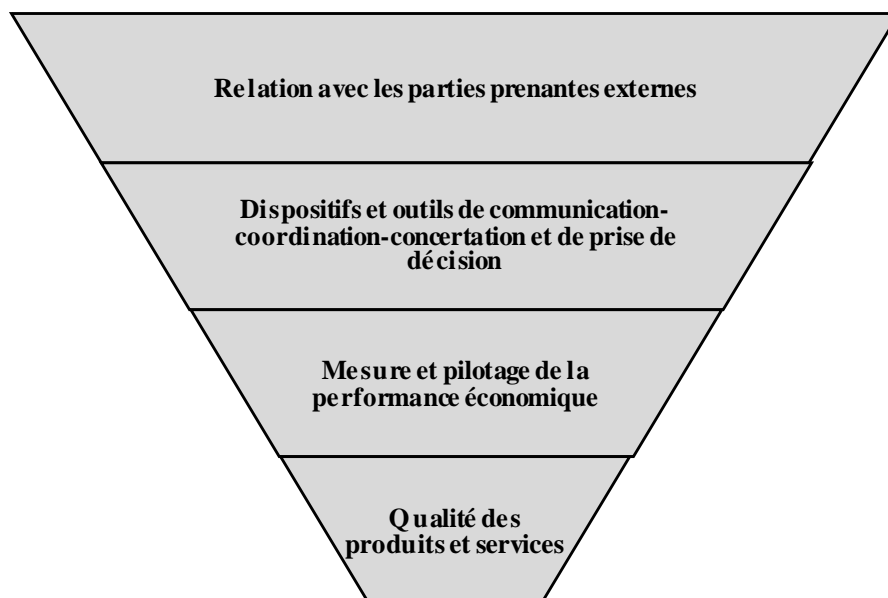 Relation avec les parties prenantes externes
Dispositifs et outils de communication-
coordination-concertation et de prise de
décision
Mesure et pilotage de la
performance économique
Qualité des
produits et services